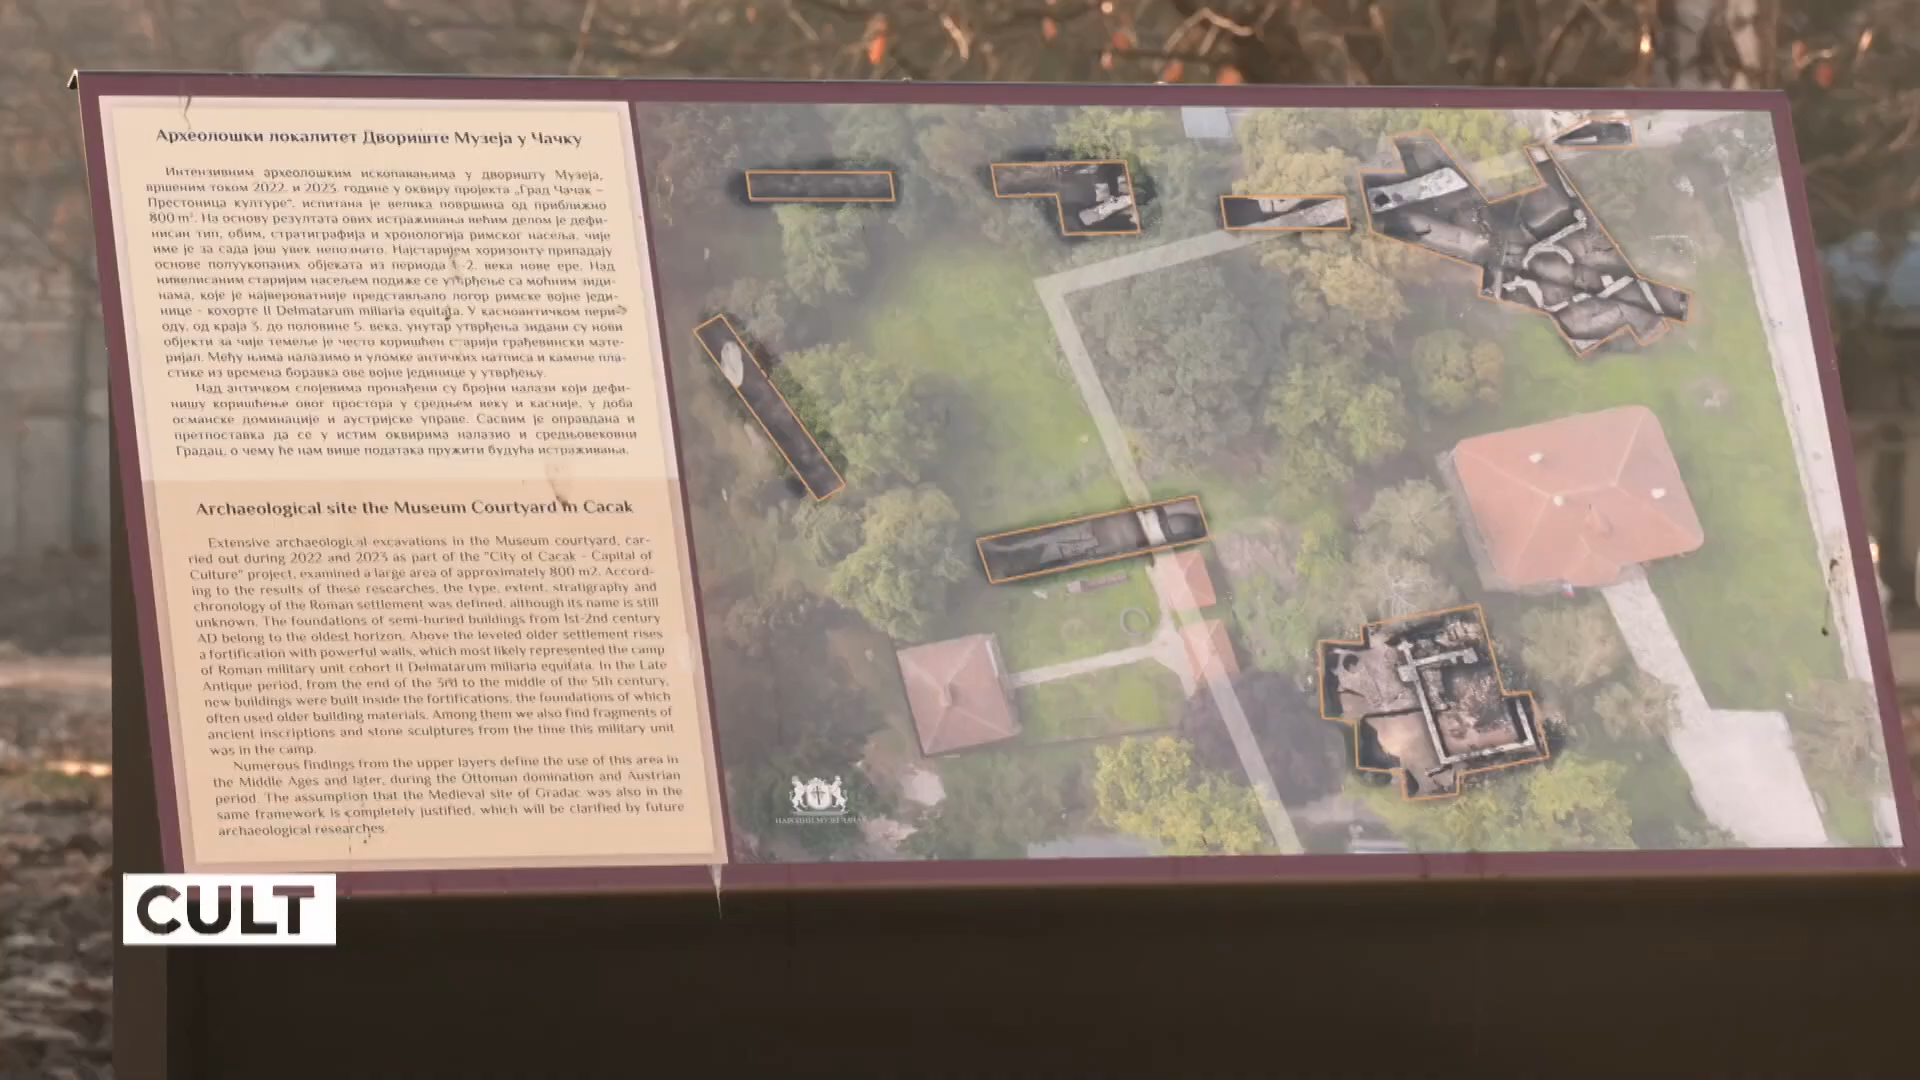 Археолошки локалитет Двориште Музеја у Чачку
Интензивним археолошким ископавањима у дворишту Музеја,
вршеним током 2022. и 2023. године у оквиру пројекта „Град Чачак –
Престоница културе“, испитана је велика површина од приближно
800 m². На основу резултата ових истраживања већим делом је дефи-
нисан тип, обим, стратиграфија и хронологија римског насеља, чије
име је за сада још увек непознато. Најстаријем хоризонту припадају
основе полуукопаних објеката из периода -2. века нове ере. Над
нивелисаним старијим насељем подиже се утврђење са моћним зиди-
нама, које је највероватније представљало логор римске војне једи-
нице - кохорте II Delmatarum miliaria equitata. У касноантичком пери-
оду, од краја 3. до половине 5. века, унутар утврђења зидани су нови
објекти за чије темеље је често коришћен старији грађевински мате-
ријал. Међу њима налазимо и уломке античких натписа и камене пла-
стике из времена боравка ове војне јединице у утврђењу.
Над античком слојевима пронађени су бројни налази који дефи-
нишу коришћење овог простора у средњем веку и касније, у доба
османске доминације и аустријске управе. Сасвим је оправдана и
претпоставка да се у истим оквирима налазио и средњовековни
Градац, о чему ће нам више података пружити будућа истраживања.
Archaeological site the Museum Courtyard in Cacak
Extensive archaeological excavations in the Museum courtyard, car-
ried out during 2022 and 2023 as part of the "City of Cacak - Capital of
Culture" project, examined a large area of approximately 800 m2. Accord-
ing to the results of these researches, the type, extent, stratigraphy and
chronology of the Roman settlement was defined, although its name is still
unknown. The foundations of semi-buried buildings from 1st-2nd century
AD belong to the oldest horizon. Above the leveled older settlement rises
a fortification with powerful walls, which most likely represented the camp
of Roman military unit cohort II Delmatarum miliaria equitata. In the Late
Antique period, from the end of the 3rd to the middle of the 5th century,
new buildings were built inside the fortifications, the foundations of which
often used older building materials. Among them we also find fragments of
ancient inscriptions and stone sculptures from the time this military unit
was in the camp.
Numerous findings from the upper layers define the use of this area in
the Middle Ages and later, during the Ottoman domination and Austrian
period. The assumption that the Medieval site of Gradac was also in the
same framework is completely justified, which will be clarified by future
archaeological researches.
НАРОДНИ МУЗЕЈ ЧАЧАК
CULT